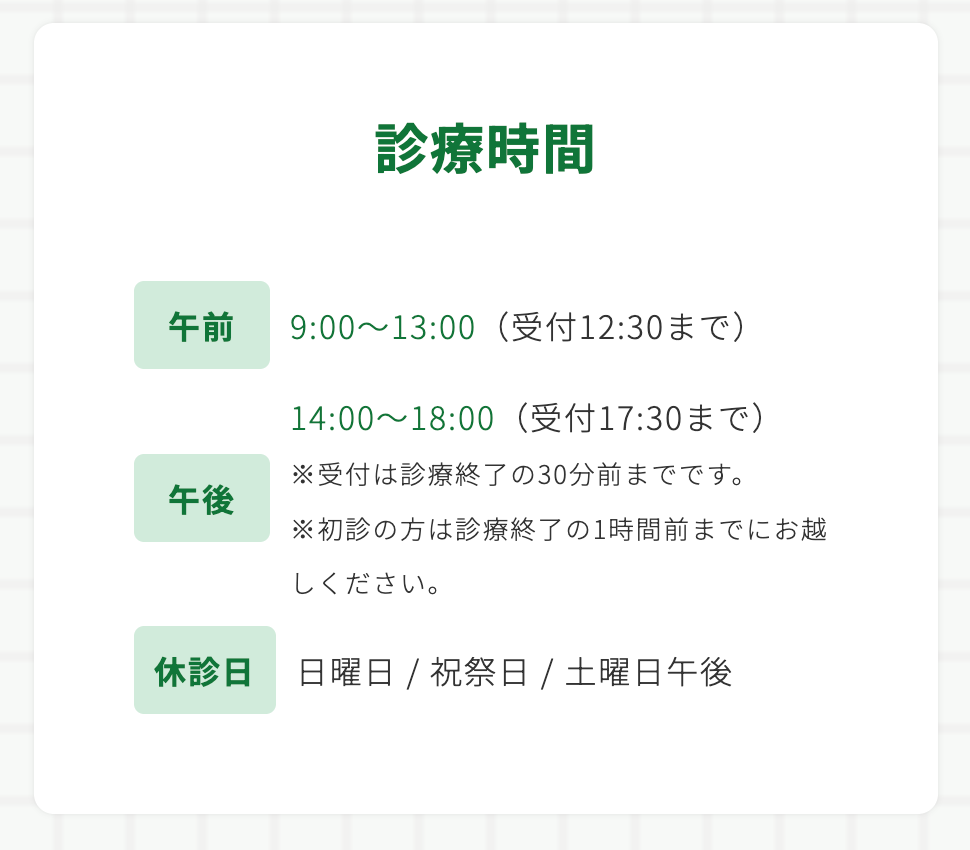 診療時間
午前
9:00〜13:00（受付12:30まで）
午後
14:00〜18:00（受付17:30まで）
※受付は診療終了の30分前までです。
※初診の方は診療終了の1時間前までにお越
しください。
休診日
日曜日 / 祝祭日 / 土曜日午後